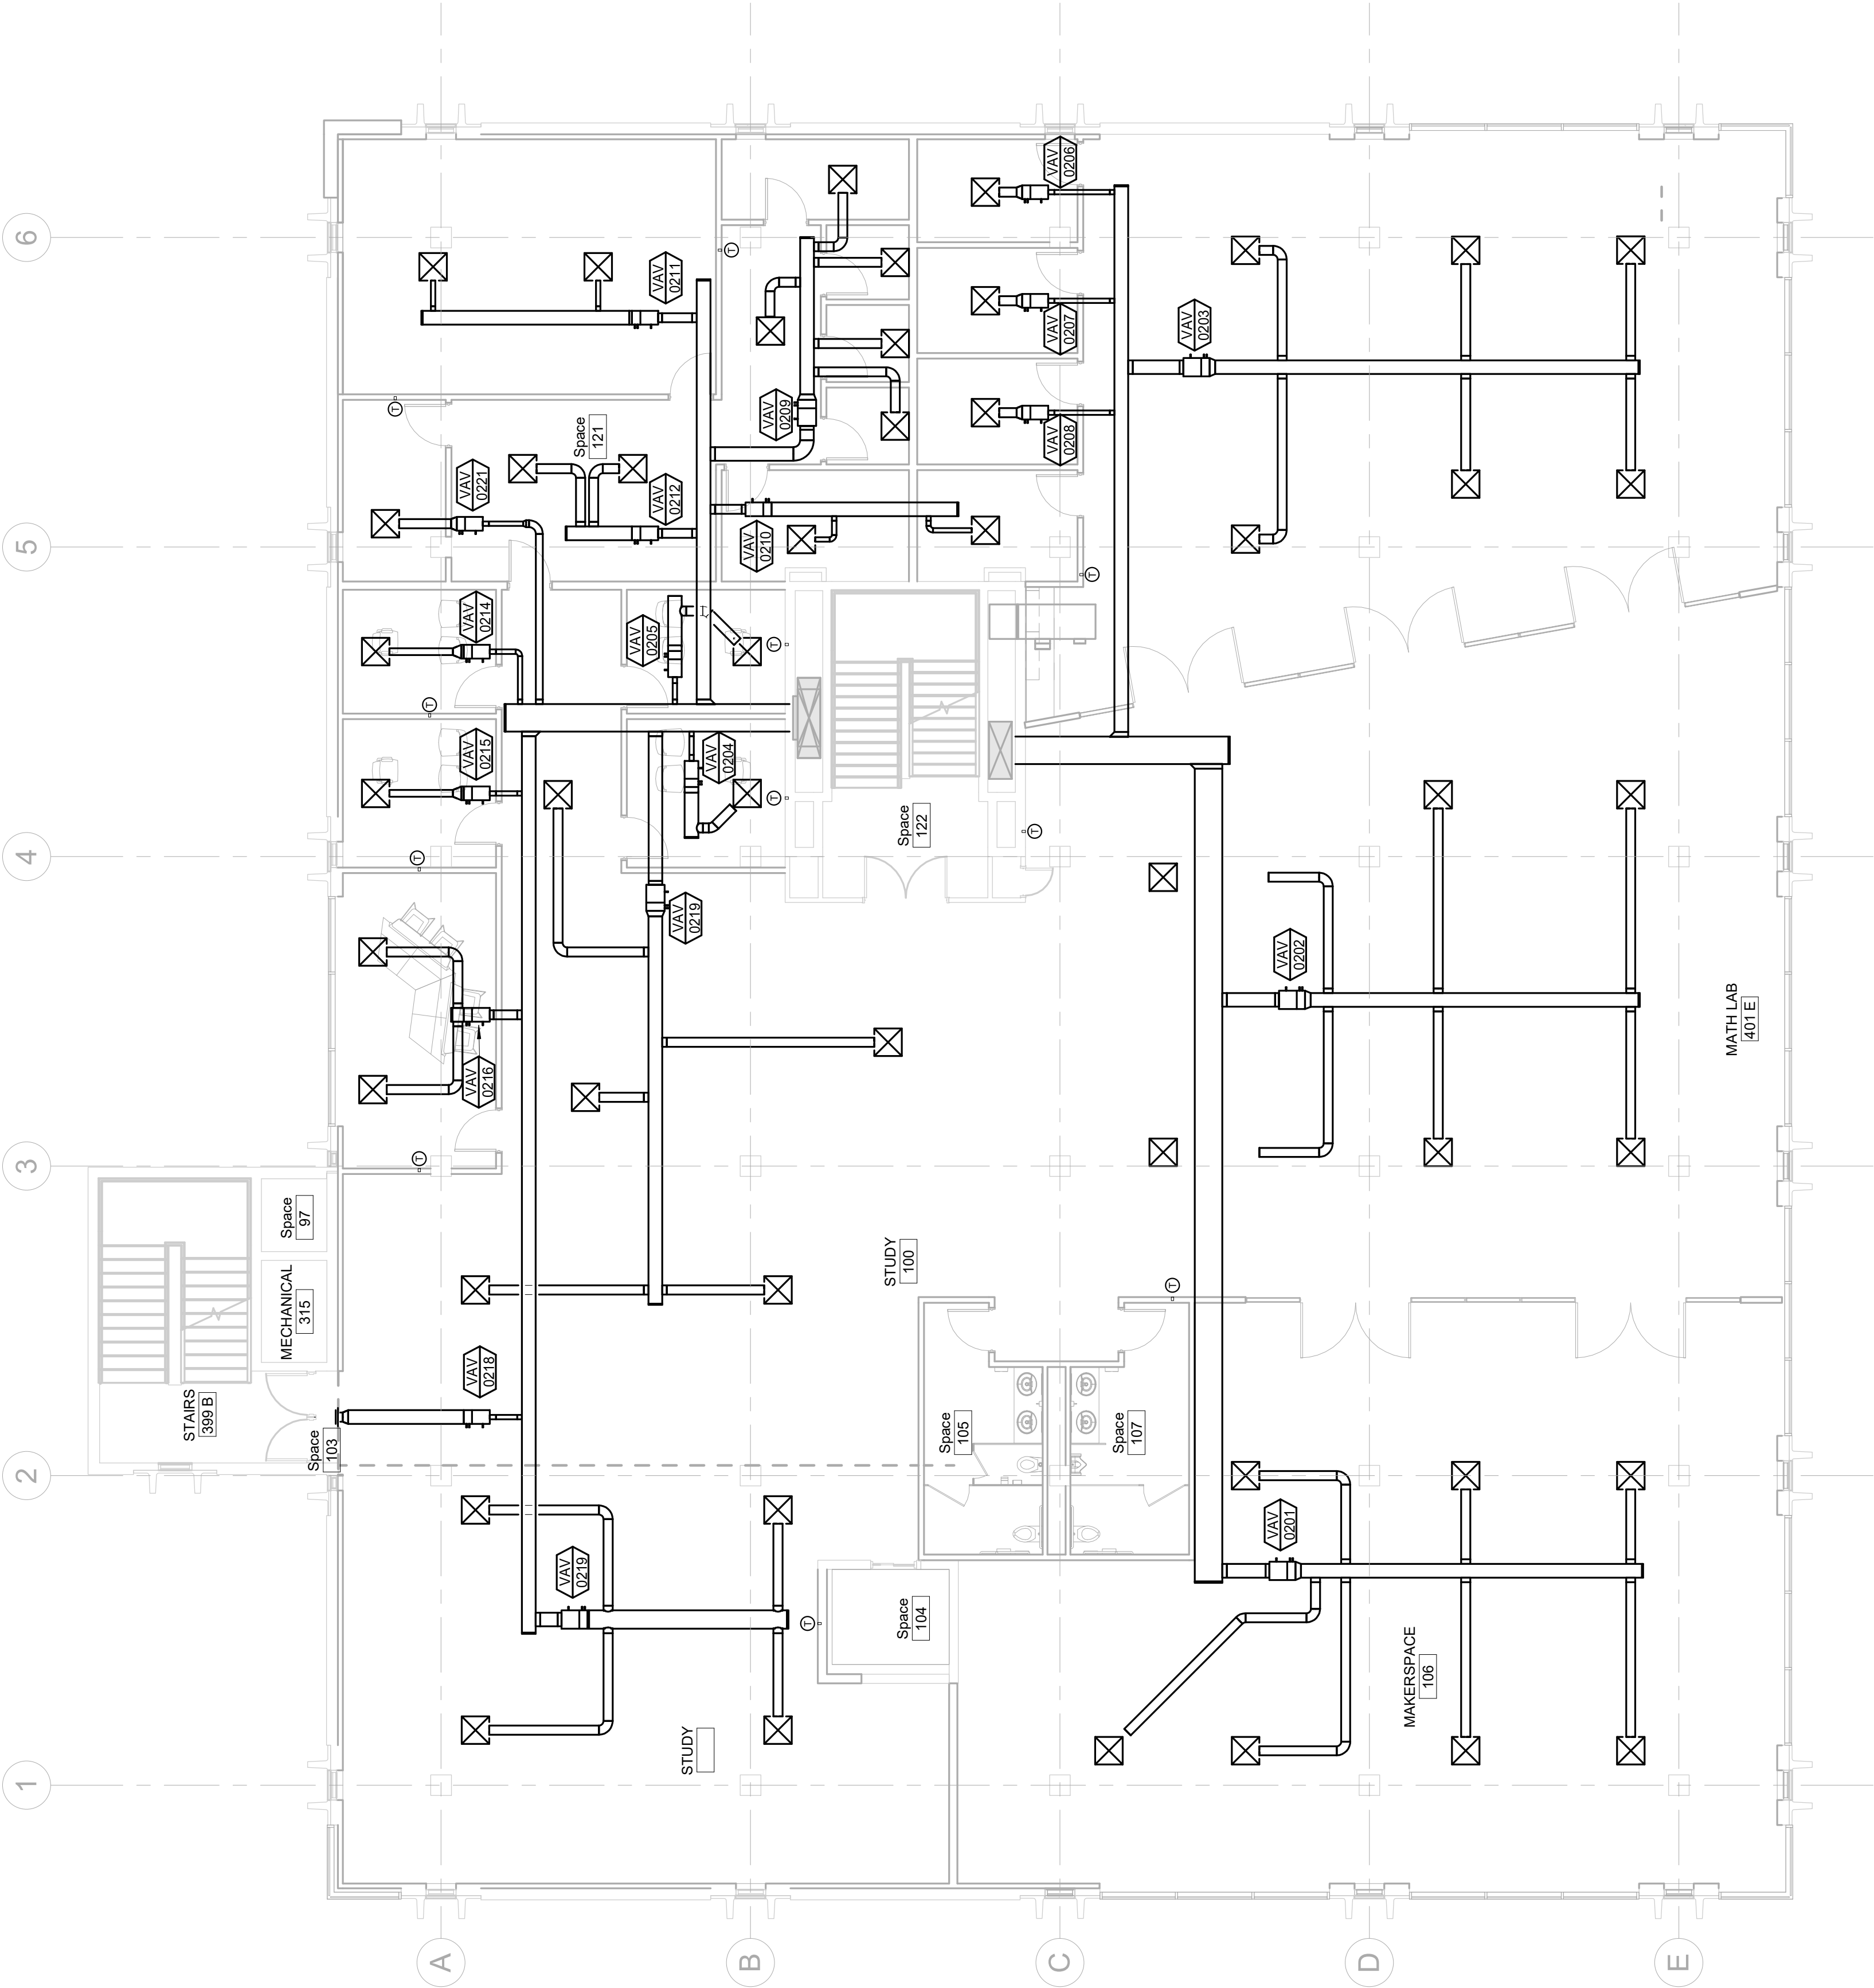 1
2
3
4
5
6
STAIRS
399 B
MECHANICAL
315
Space
97
Space
103
T
T
T
T
A
VAV
0218
VAV
0216
VAV
0215
VAV
0214
VAV
0221
VAV
0219
Space
121
VAV
0205
VAV
0212
VAV
0211
VAV
0219
STUDY
VAV
0204
T
B
VAV
0210
T
T
VAV
0209
T
STUDY
100
Space
104
Space
122
Space
105
T
C
VAV
0208
VAV
0207
VAV
0206
T
Space
107
T
VAV
0203
VAV
0201
VAV
0202
D
MAKERSPACE
106
E
MATH LAB
401 E